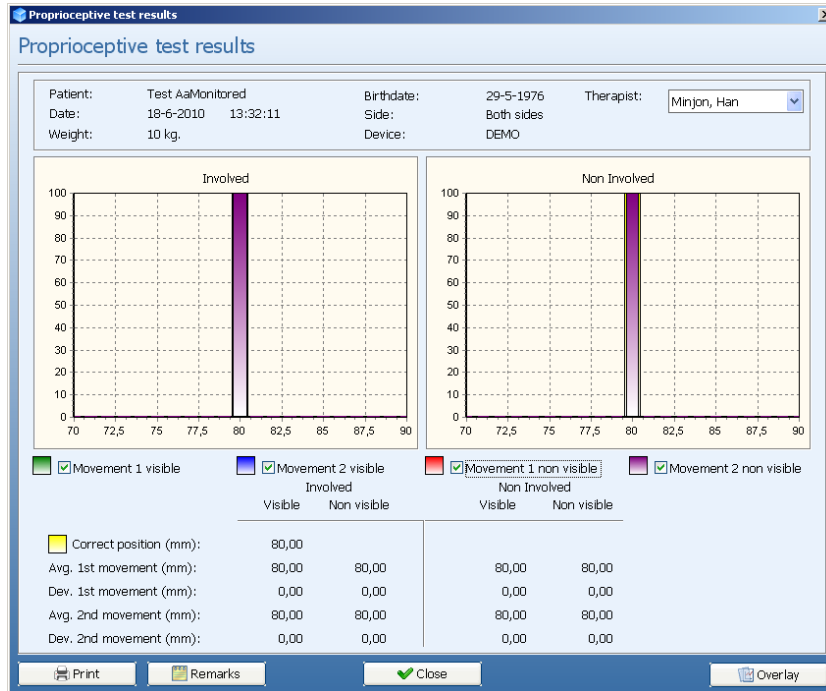 Proprioceptive test results
Proprioceptive test results
Patient: Test AaMonitored Birthdate: 29-5-1976 Therapist: Minjon, Han
Date: 18-6-2010 13:32:11 Side: Both sides
Weight: 10 kg. Device: DEMO
Involved
100
90
80
70
60
50
40
30
20
10
0
70 72,5 75 77,5 80 82,5 85 87,5 90
Non Involved
100
90
80
70
60
50
40
30
20
10
0
70 72,5 75 77,5 80 82,5 85 87,5 90
Movement 1 visible Movement 2 visible Movement 1 non visible Movement 2 non visible
Involved Non Involved
Visible Non visible Visible Non visible
Correct position (mm): 80,00
Avg. 1st movement (mm): 80,00 80,00 80,00 80,00
Dev. 1st movement (mm): 0,00 0,00 0,00 0,00
Avg. 2nd movement (mm): 80,00 80,00 80,00 80,00
Dev. 2nd movement (mm): 0,00 0,00 0,00 0,00
Print Remarks Close Overlay